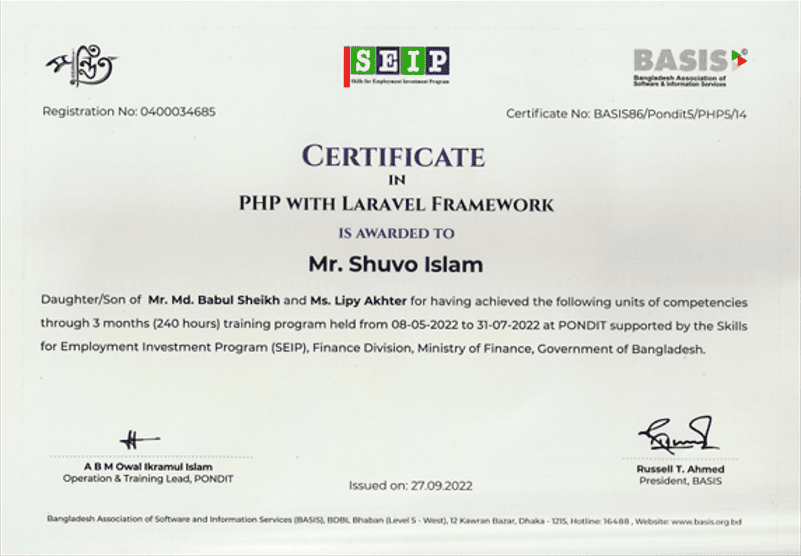 পন্ডিত
SEIP
Skills for Employment Investment Program
BASIS
Bangladesh Association of
Software & Information Services
Registration No: 0400034685
Certificate No: BASIS86/Pondit5/PHP5/14
CERTIFICATE
IN
PHP WITH LARAVEL FRAMEWORK
IS AWARDED TO
Mr. Shuvo Islam
Daughter/Son of Mr. Md. Babul Sheikh and Ms. Lipy Akhter for having achieved the following units of competencies
through 3 months (240 hours) training program held from 08-05-2022 to 31-07-2022 at PONDIT supported by the Skills
for Employment Investment Program (SEIP), Finance Division, Ministry of Finance, Government of Bangladesh.
A B M Owal Ikramul Islam
Operation & Training Lead, PONDIT
Issued on: 27.09.2022
Russell T. Ahmed
President, BASIS
Bangladesh Association of Software and Information Services (BASIS), BDBL Bhaban (Level 5 - West), 12 Kawran Bazar, Dhaka - 1215, Hotline: 16488 , Website: www.basis.org.bd